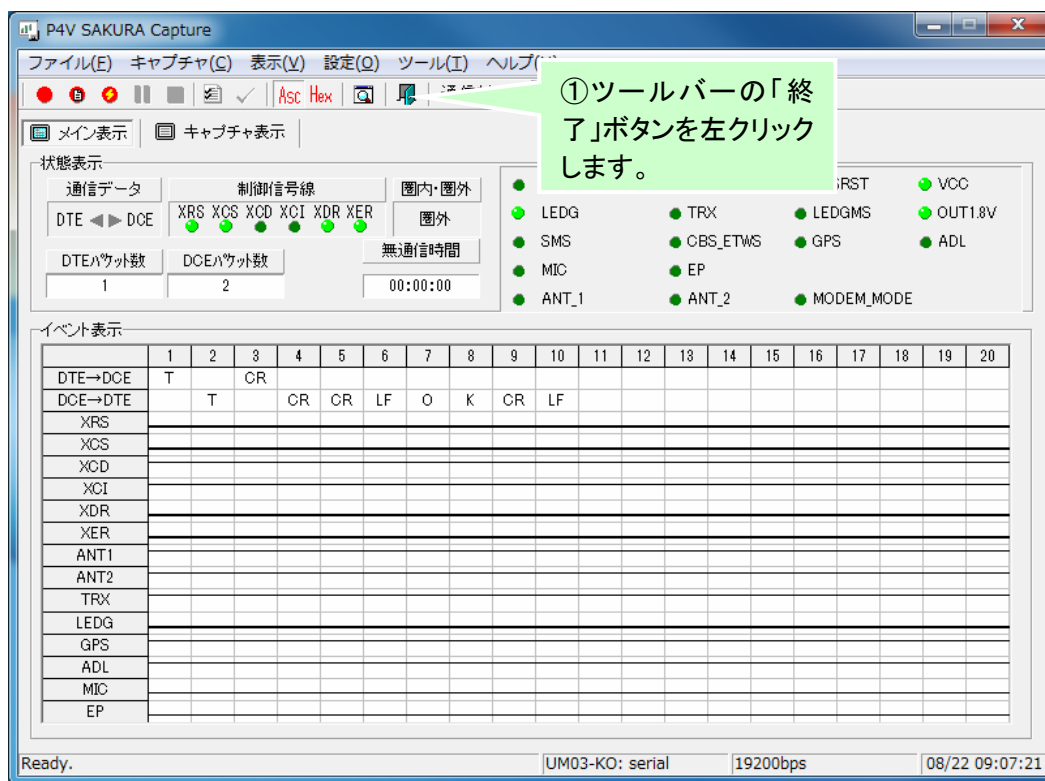 P4V SAKURA Capture
ファイル(F) キャプチャ(C) 表示(V) 設定(O) ツール(T) ヘルプ(
Asc Hex
①ツールバーの「終
了」ボタンを左クリック
します。
メイン表示 キャプチャ表示
状態表示
通信データ 制御信号線 圏内・圏外 RST VCC
DTE DCE XRS XCS XCD XCI XDR XER 圏外 LEDG TRX LEDGMS OUT1.8V
無通信時間 SMS CBS_ETWS GPS ADL
DTEパケット数 DCEパケット数 MIC EP
1 2 00:00:00 ANT_1 ANT_2 MODEM_MODE
イベント表示
1 2 3 4 5 6 7 8 9 10 11 12 13 14 15 16 17 18 19 20
DTE→DCE T CR
DCE→DTE T CR CR LF O K CR LF
XRS
XCS
XCD
XCI
XDR
XER
ANT1
ANT2
TRX
LEDG
GPS
ADL
MIC
EP
Ready. UM03-KO: serial 19200bps 08/22 09:07:21